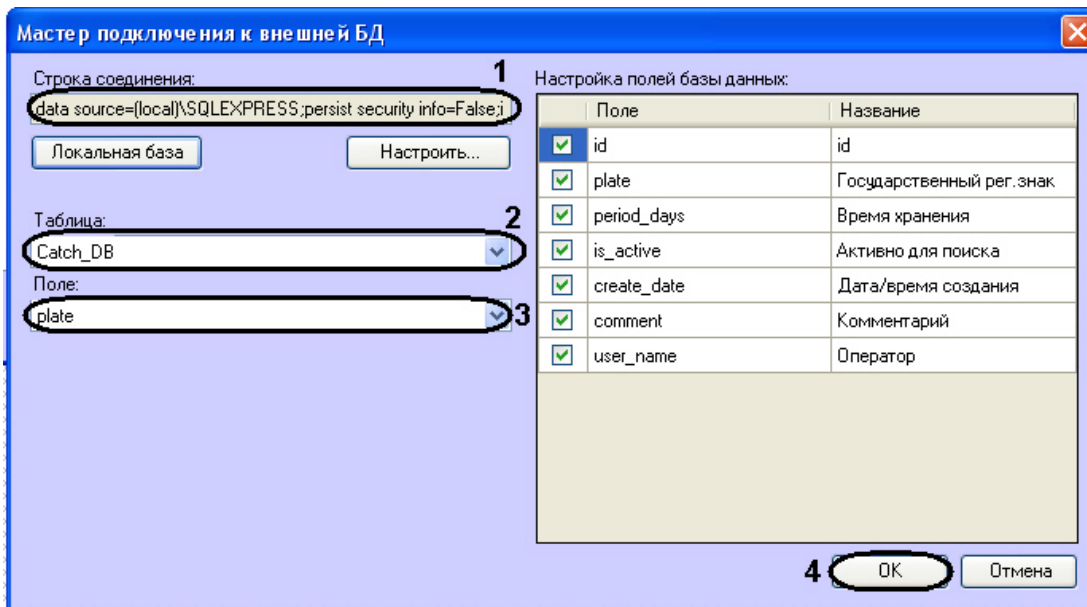 Мастер подключения к внешней БД
Строка соединения:
1
data source=(local)\SQLEXPRESS;persist security info=False;i
Локальная база
Настроить...
Таблица:
2
Catch_DB
Поле:
plate
3
Настройка полей базы данных:
Поле Название
id id
plate Государственный рег.знак
period_days Время хранения
is_active Активно для поиска
create_date Дата/время создания
comment Комментарий
user_name Оператор
4
OK
Отмена